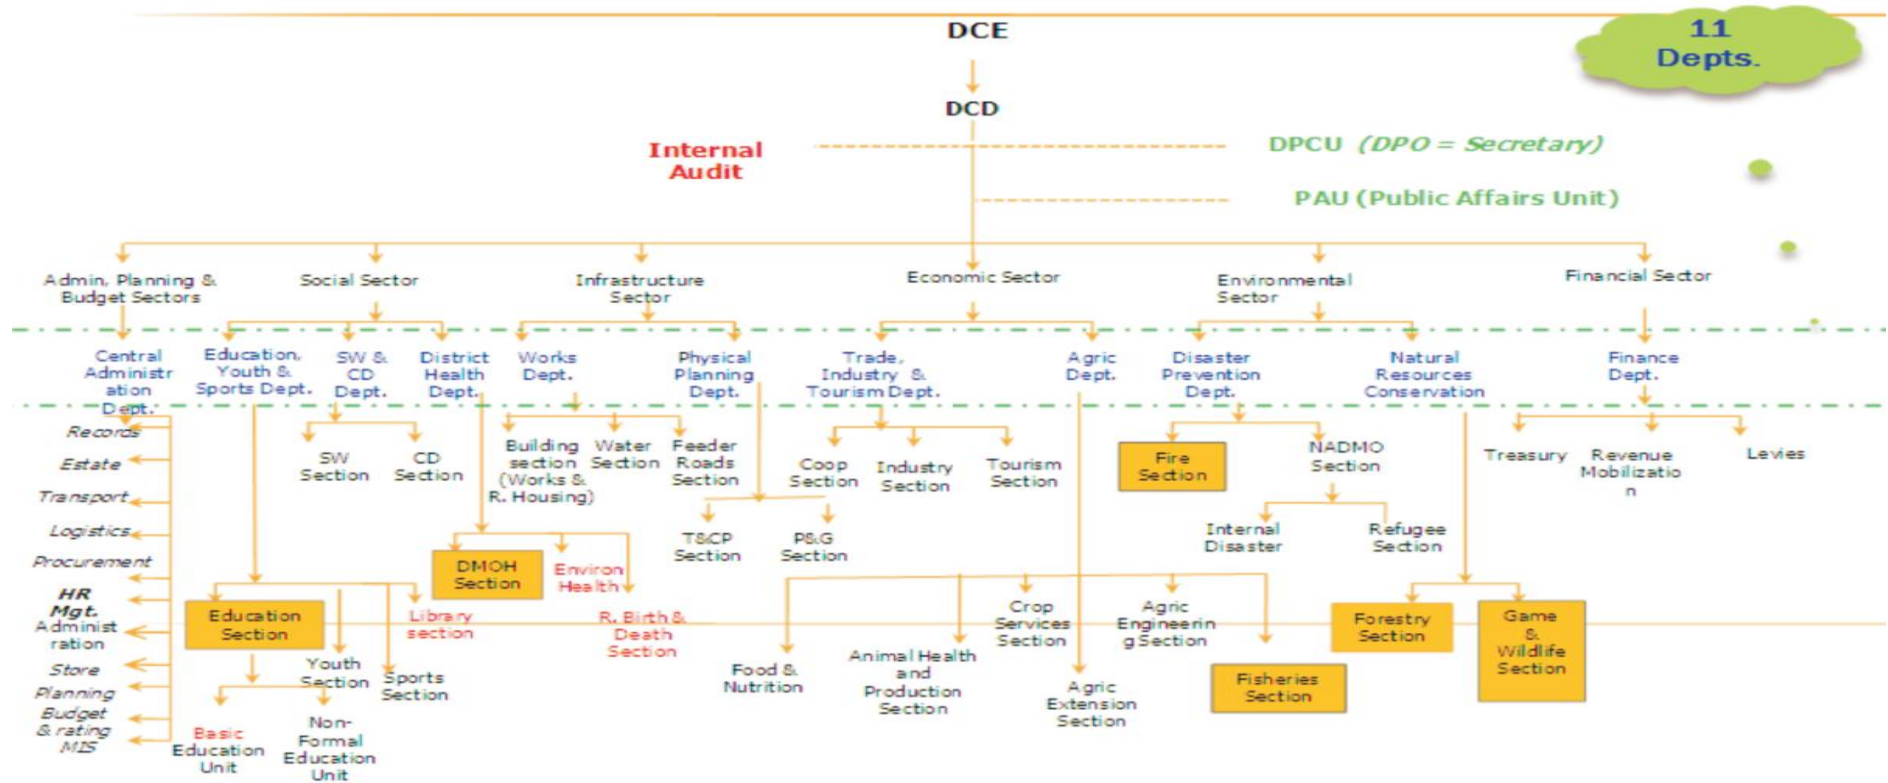 DCE
11
Depts.
DCD
Internal
Audit
DPCU (DPO = Secretary)
PAU (Public Affairs Unit)
Admin, Planning &
Budget Sectors
Social Sector
Infrastructure
Sector
Economic Sector
Environmental
Sector
Financial Sector
Central
Administr
ation
Dept.
Education,
Youth &
Sports Dept.
SW &
CD
Dept.
District
Health
Dept.
Works
Dept.
Physical
Planning
Dept.
Trade,
Industry &
Tourism Dept.
Agric
Dept.
Disaster
Prevention
Dept.
Natural
Resources
Conservation
Finance
Dept.
Records
Estate
Transport
Logistics
Procurement
HR
Mgt.
Administ
ration
Store
Planning
Budget
& rating
MIS
SW
Section
CD
Section
Building
section
(Works &
R. Housing)
Water
Section
Feeder
Roads
Section
Coop
Section
Industry
Section
Tourism
Section
Fire
Section
NADMO
Section
Treasury
Revenue
Mobilizatio
n
Levies
T&CP
Section
P&G
Section
Internal
Disaster
Refugee
Section
DMOH
Section
Environ
Health
R. Birth &
Death
Section
Education
Section
Youth
Section
Sports
Section
Library
section
Basic
Education
Unit
Non-
Formal
Education
Unit
Food &
Nutrition
Animal Health
and
Production
Section
Crop
Services
Section
Agric
Extension
Section
Agric
Engineerin
g Section
Fisheries
Section
Forestry
Section
Game
&
Wildlife
Section